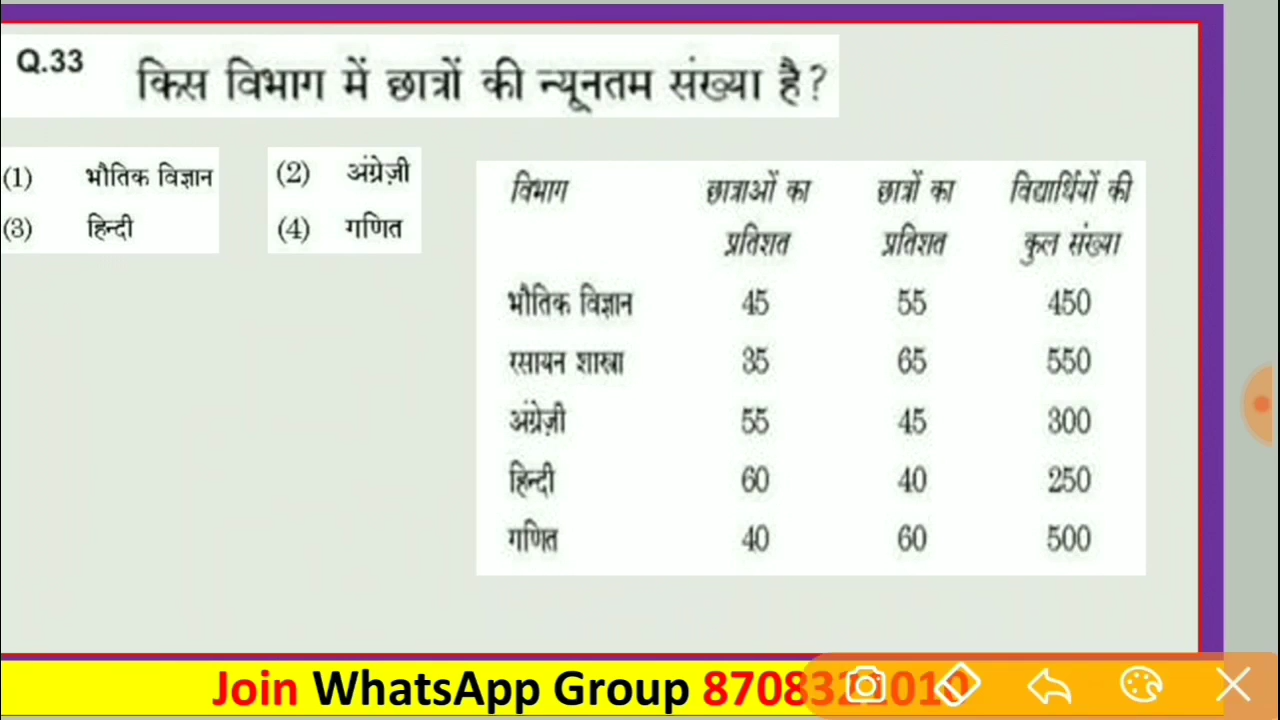 Q.33 किस विभाग में छात्रों की न्यूनतम संख्या है?
(1) भौतिक विज्ञान (2) अंग्रेज़ी
(3) हिन्दी (4) गणित
विभाग छात्राओं का छात्रों का विद्यार्थियों की
प्रतिशत प्रतिशत कुल संख्या
भौतिक विज्ञान 45 55 450
रसायन शास्त्रा 35 65 550
अंग्रेज़ी 55 45 300
हिन्दी 60 40 250
गणित 40 60 500
Join WhatsApp Group